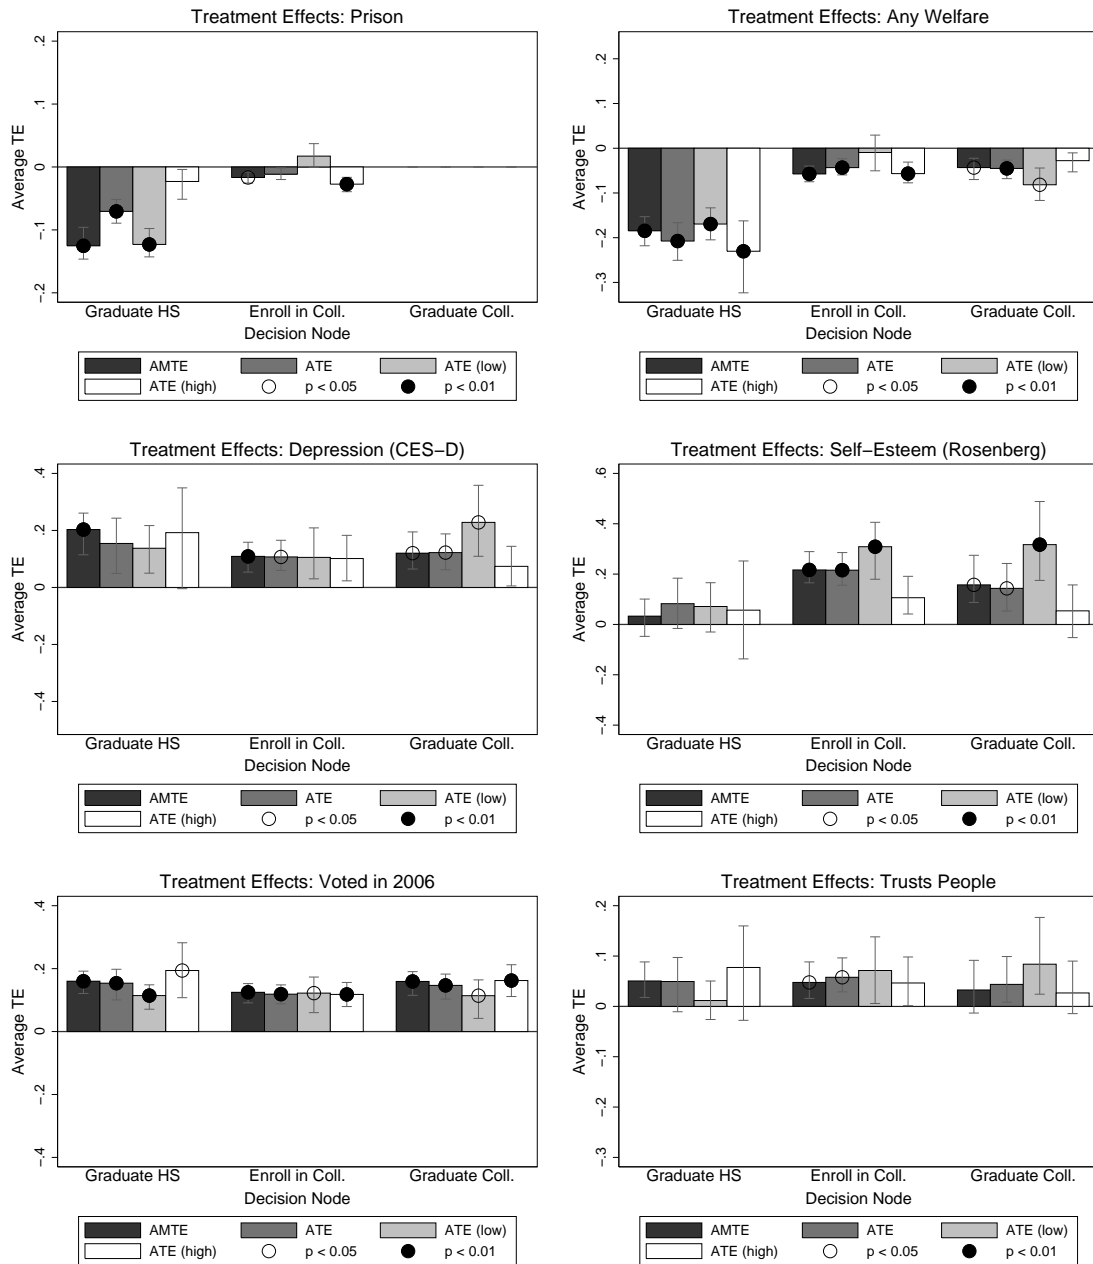 Treatment Effects: Prison
Average TE
.2
.1
0
−.1
−.2
Graduate HS Enroll in Coll. Graduate Coll.
Decision Node
AMTE ATE ATE (low)
ATE (high) p < 0.05 p < 0.01
Treatment Effects: Any Welfare
Average TE
.2
.1
0
−.1
−.2
−.3
Graduate HS Enroll in Coll. Graduate Coll.
Decision Node
AMTE ATE ATE (low)
ATE (high) p < 0.05 p < 0.01
Treatment Effects: Depression (CES−D)
Average TE
.4
.2
0
−.2
−.4
Graduate HS Enroll in Coll. Graduate Coll.
Decision Node
AMTE ATE ATE (low)
ATE (high) p < 0.05 p < 0.01
Treatment Effects: Self−Esteem (Rosenberg)
Average TE
.6
.4
.2
0
−.2
−.4
Graduate HS Enroll in Coll. Graduate Coll.
Decision Node
AMTE ATE ATE (low)
ATE (high) p < 0.05 p < 0.01
Treatment Effects: Voted in 2006
Average TE
.4
.2
0
−.2
−.4
Graduate HS Enroll in Coll. Graduate Coll.
Decision Node
AMTE ATE ATE (low)
ATE (high) p < 0.05 p < 0.01
Treatment Effects: Trusts People
Average TE
.2
.1
0
−.1
−.2
−.3
Graduate HS Enroll in Coll. Graduate Coll.
Decision Node
AMTE ATE ATE (low)
ATE (high) p < 0.05 p < 0.01